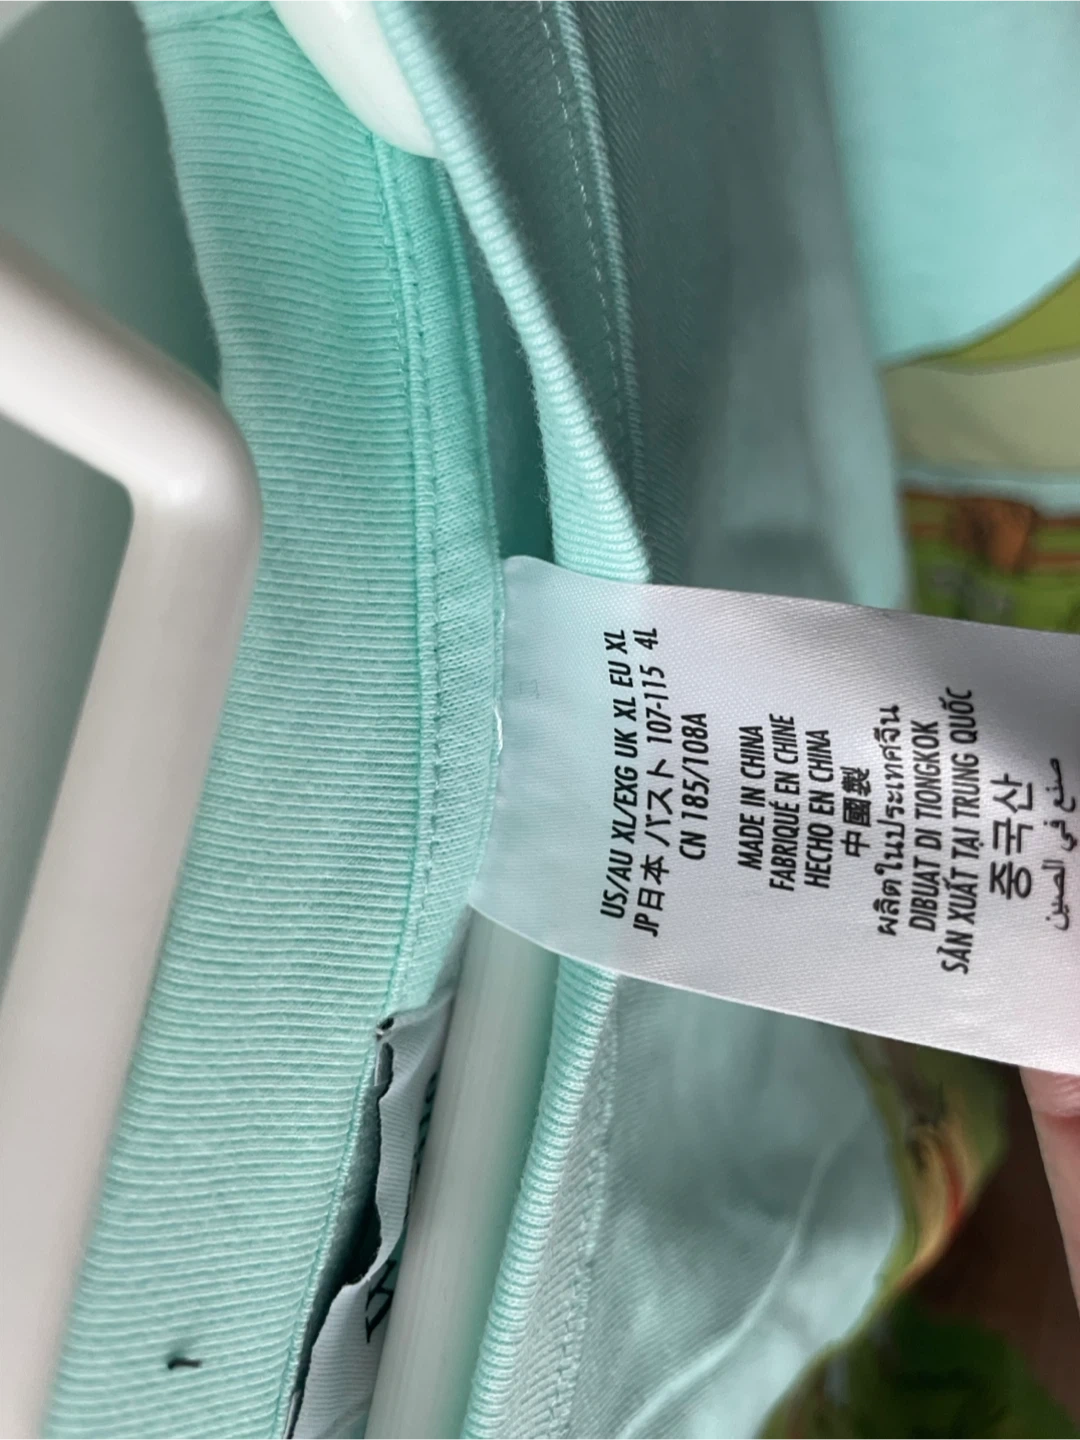 US/AU XL/EXG UK XL EU XL
JP日本 バスト 107-115 4L
CN 185/108A
MADE IN CHINA
FABRIQUÉ EN CHINE
HECHO EN CHINA
中國製
ผลิตในประเทศจีน
DIBUAT DI TIONGKOK
SẢN XUẤT TẠI TRUNG QUỐC
중국산
صنع في الصين